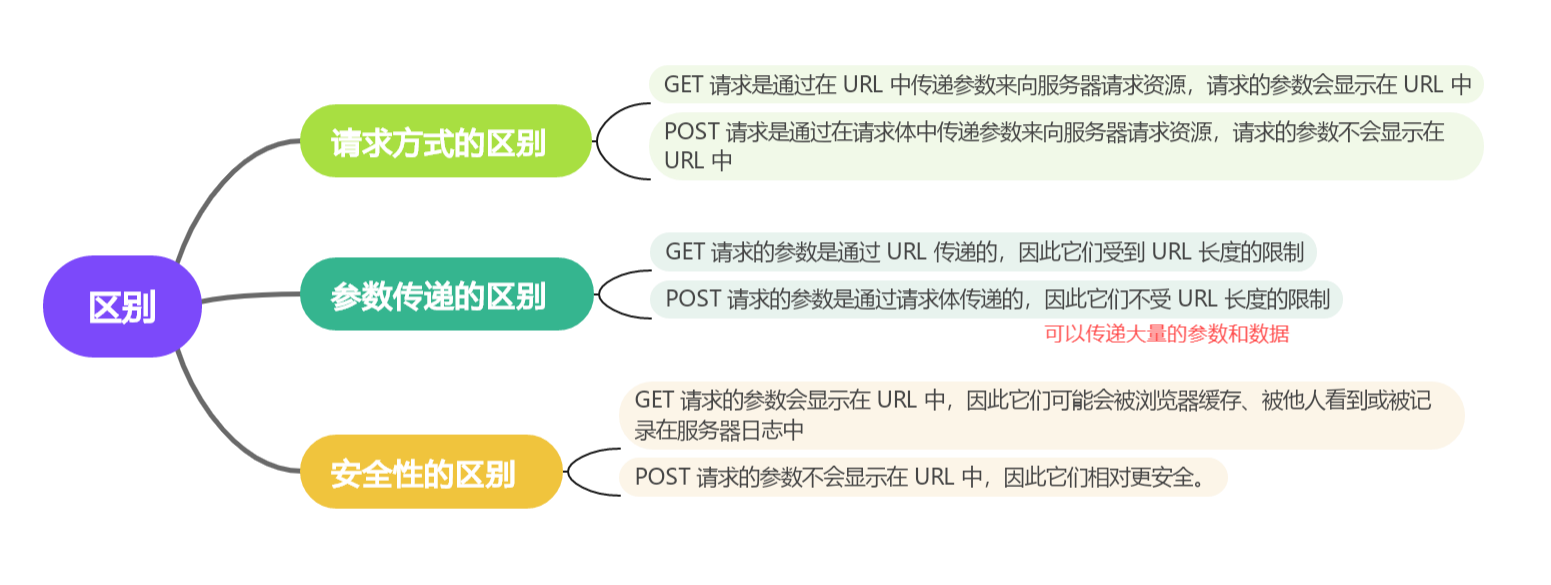 区别
请求方式的区别
GET 请求是通过在 URL 中传递参数来向服务器请求资源，请求的参数会显示在 URL 中
POST 请求是通过在请求体中传递参数来向服务器请求资源，请求的参数不会显示在
URL 中
参数传递的区别
GET 请求的参数是通过 URL 传递的，因此它们受到 URL 长度的限制
POST 请求的参数是通过请求体传递的，因此它们不受 URL 长度的限制
可以传递大量的参数和数据
安全性的区别
GET 请求的参数会显示在 URL 中，因此它们可能会被浏览器缓存、被他人看到或被记
录在服务器日志中
POST 请求的参数不会显示在 URL 中，因此它们相对更安全。